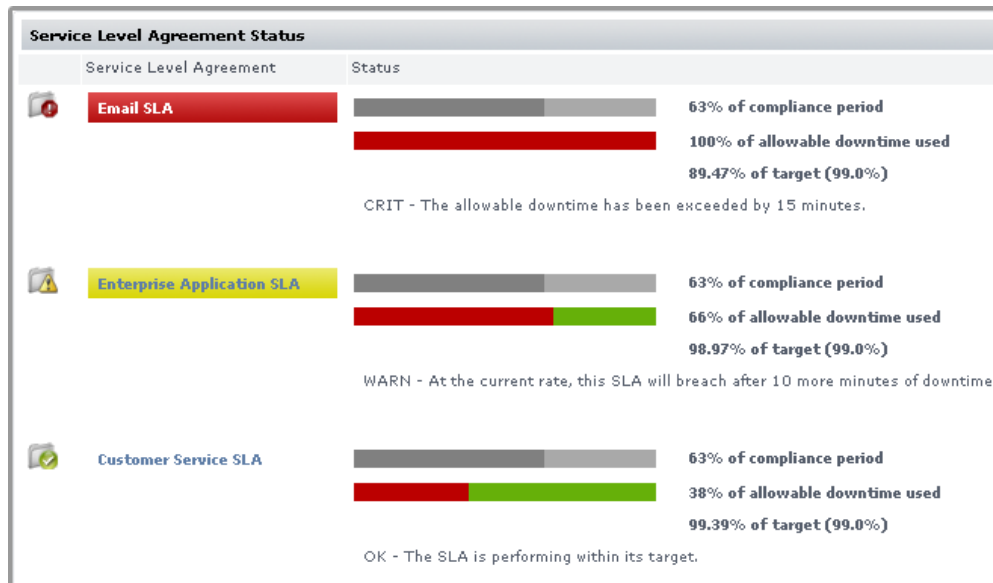 Service Level Agreement Status
Service Level Agreement Status
Email SLA 63% of compliance period
100% of allowable downtime used
89.47% of target (99.0%)
CRIT - The allowable downtime has been exceeded by 15 minutes.
Enterprise Application SLA 63% of compliance period
66% of allowable downtime used
98.97% of target (99.0%)
WARN - At the current rate, this SLA will breach after 10 more minutes of downtime
Customer Service SLA 63% of compliance period
38% of allowable downtime used
99.39% of target (99.0%)
OK - The SLA is performing within its target.